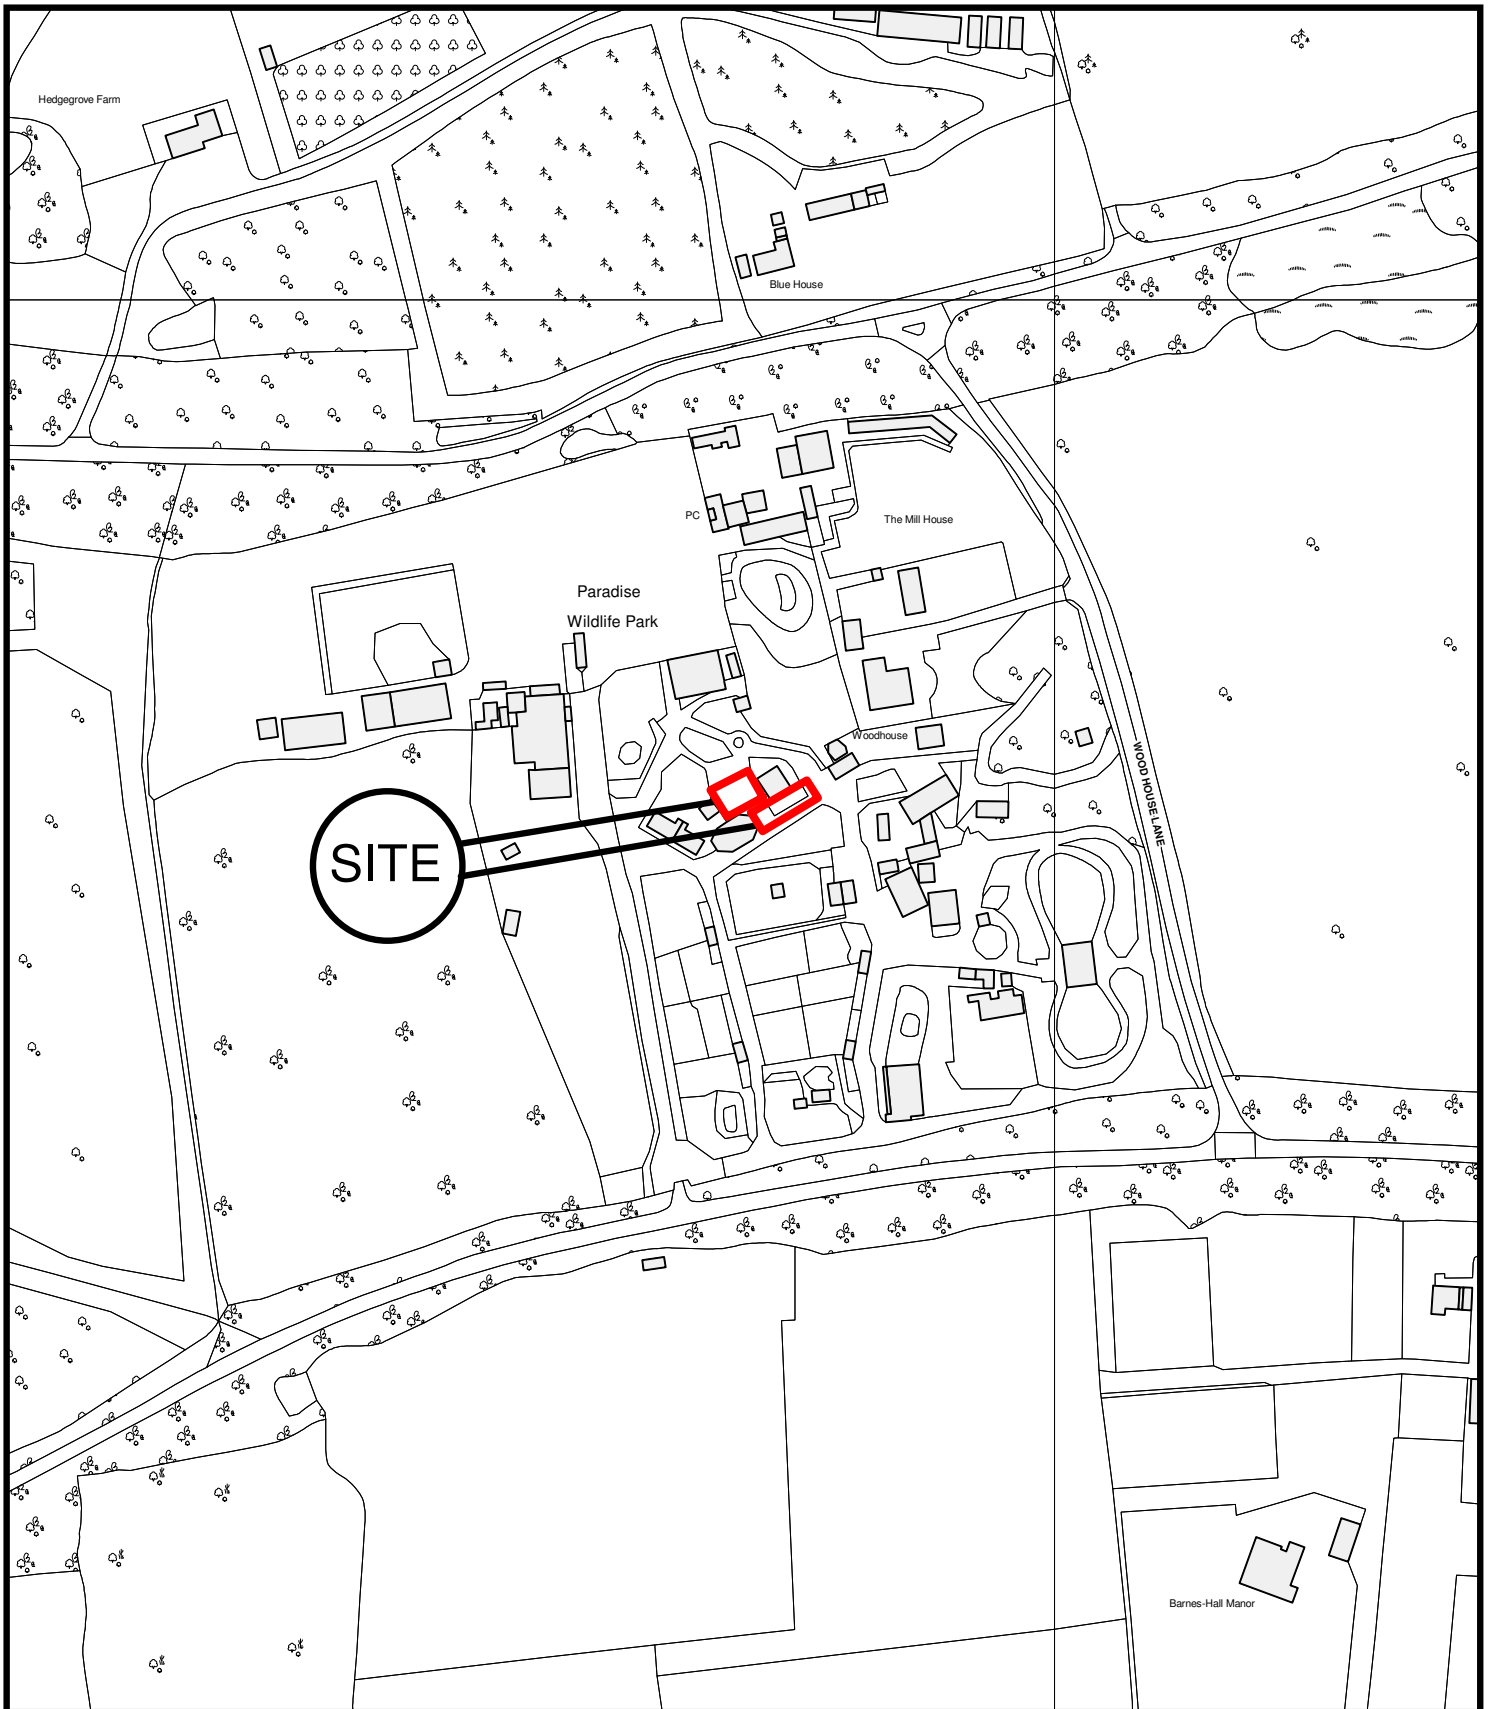 Hedgegrove Farm
Blue House
PC
The Mill House
Paradise
Wildlife Park
Woodhouse
WOOD HOUSE LANE
SITE
Barnes-Hall Manor